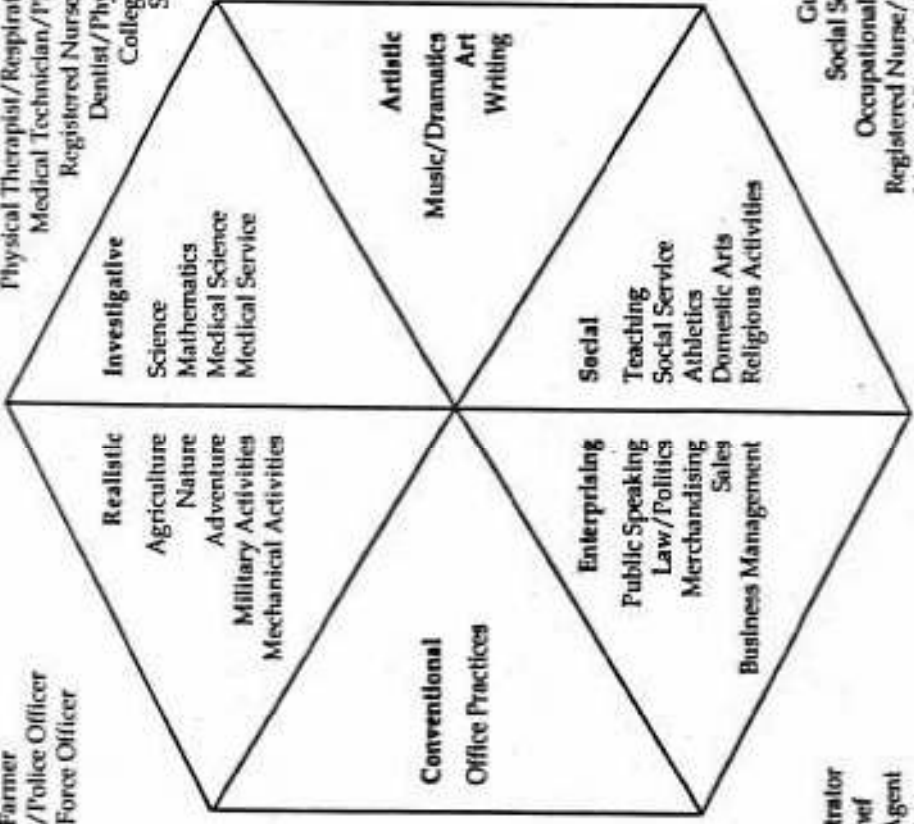 Farmer
/Police Officer
Force Officer
Physical Therapist/Respirat
Medical Technician/P
Registered Nurse
Dentist/Phy
Colleg
S
Realistic
Agriculture
Nature
Adventure
Military Activities
Mechanical Activities
Investigative
Science
Mathematics
Medical Science
Medical Service
Artistic
Music/Dramatics
Art
Writing
Conventional
Office Practices
Enterprising
Public Speaking
Law/Politics
Merchandising
Sales
Business Management
Social
Teaching
Social Service
Athletics
Domestic Arts
Religious Activities
trator
hef
Agent
Social S
Occupational
Registered Nurse/